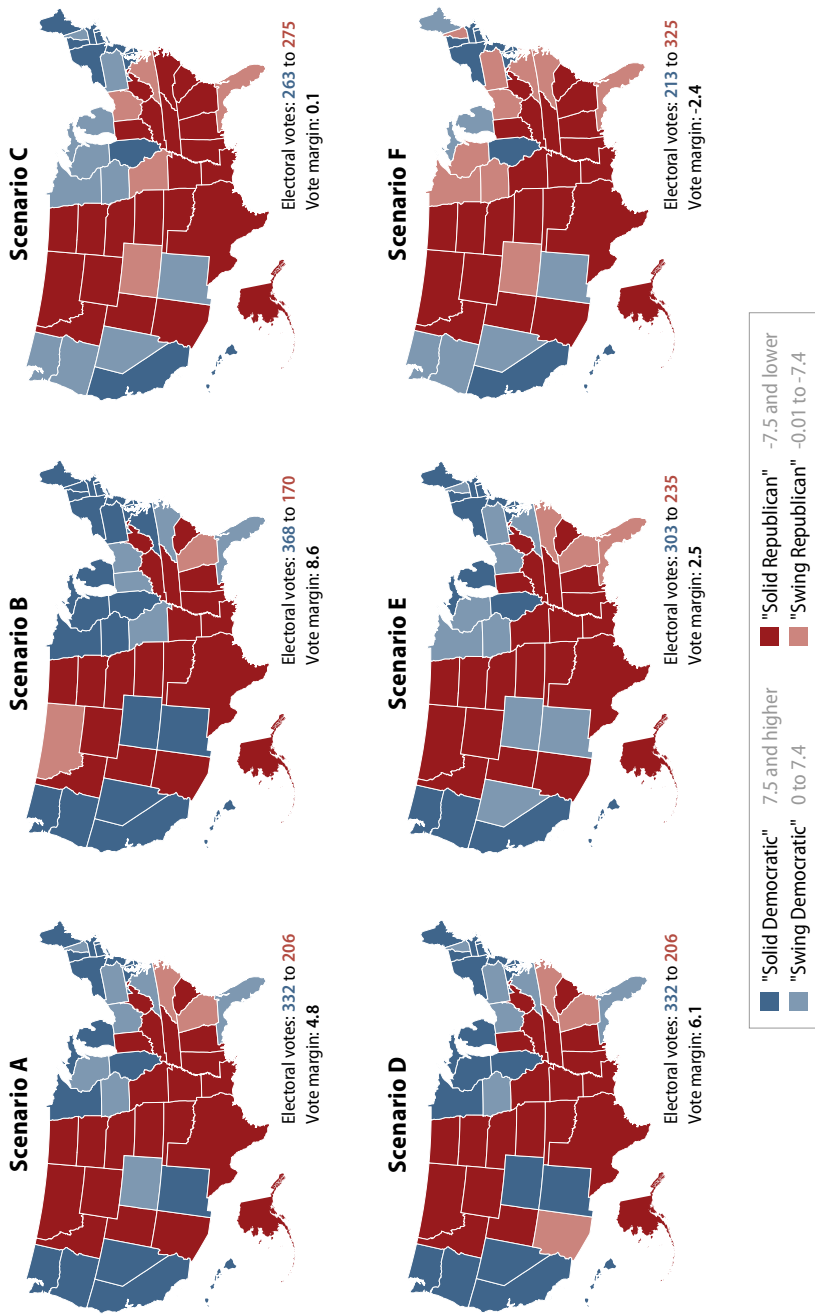 Scenario A
Electoral votes: 332 to 206
Vote margin: 4.8
Scenario B
Electoral votes: 368 to 170
Vote margin: 8.6
Scenario C
Electoral votes: 263 to 275
Vote margin: 0.1
Scenario D
Electoral votes: 332 to 206
Vote margin: 6.1
Scenario E
Electoral votes: 303 to 235
Vote margin: 2.5
Scenario F
Electoral votes: 213 to 325
Vote margin: -2.4
"Solid Democratic" 7.5 and higher
"Swing Democratic" 0 to 7.4
"Solid Republican" -7.5 and lower
"Swing Republican" -0.01 to -7.4